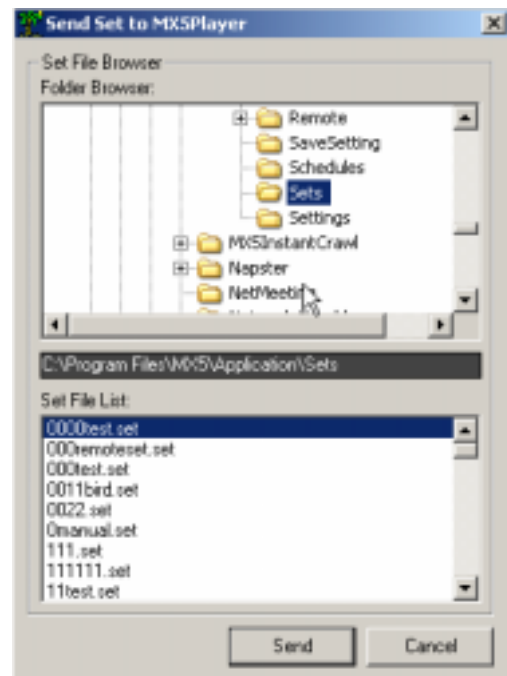 Send Set to MX5Player
Set File Browser
Folder Browser:
Remote
SaveSetting
Schedules
Sets
Settings
MX5InstantCrawl
Napster
NetMeeting
C:\Program Files\MX5\Application\Sets
Set File List:
0000test.set
000remoteset.set
000test.set
0011bird.set
0022.set
0manual.set
111.set
111111.set
11test.set
Send
Cancel